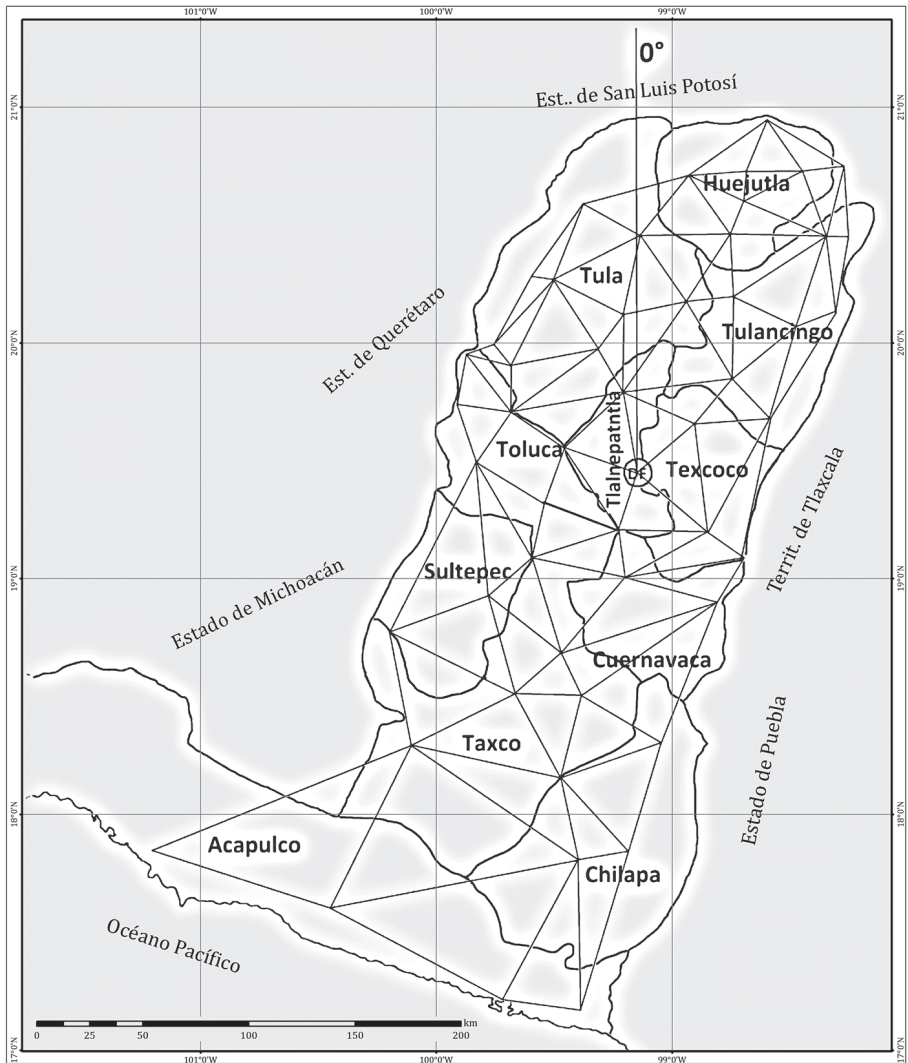 101°0'W
100°0'W
99°0'W
0°
Est.. de San Luis Potosí
21°0'N
21°0'N
Huejutla
Tula
Est. de Querétaro
Tulancingo
20°0'N
20°0'N
Tlalnepatntla
Toluca
DF
Texcoco
Territ. de Tlaxcala
Estado de Michoacán
Sultepec
19°0'N
19°0'N
Cuernavaca
Estado de Puebla
Taxco
18°0'N
18°0'N
Acapulco
Chilapa
Océano Pacífico
km
0 25 50 100 150 200
17°0'N
17°0'N
101°0'W
100°0'W
99°0'W